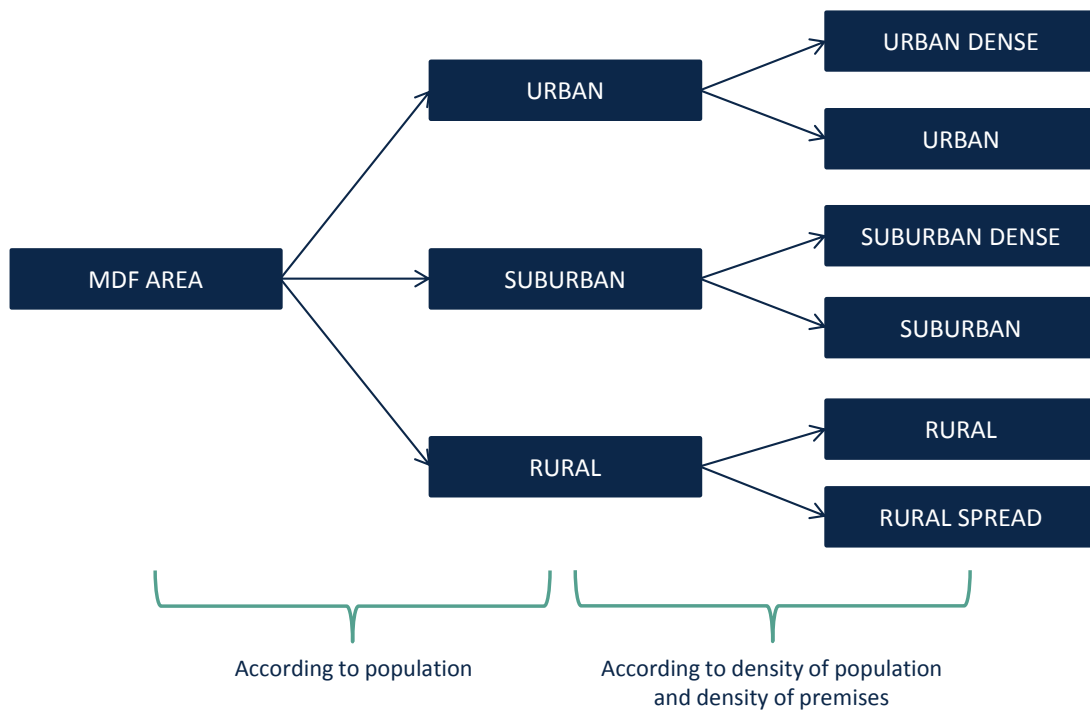 URBAN DENSE
URBAN
URBAN
SUBURBAN DENSE
MDF AREA
SUBURBAN
SUBURBAN
RURAL
RURAL
RURAL SPREAD
According to population
According to density of population
and density of premises